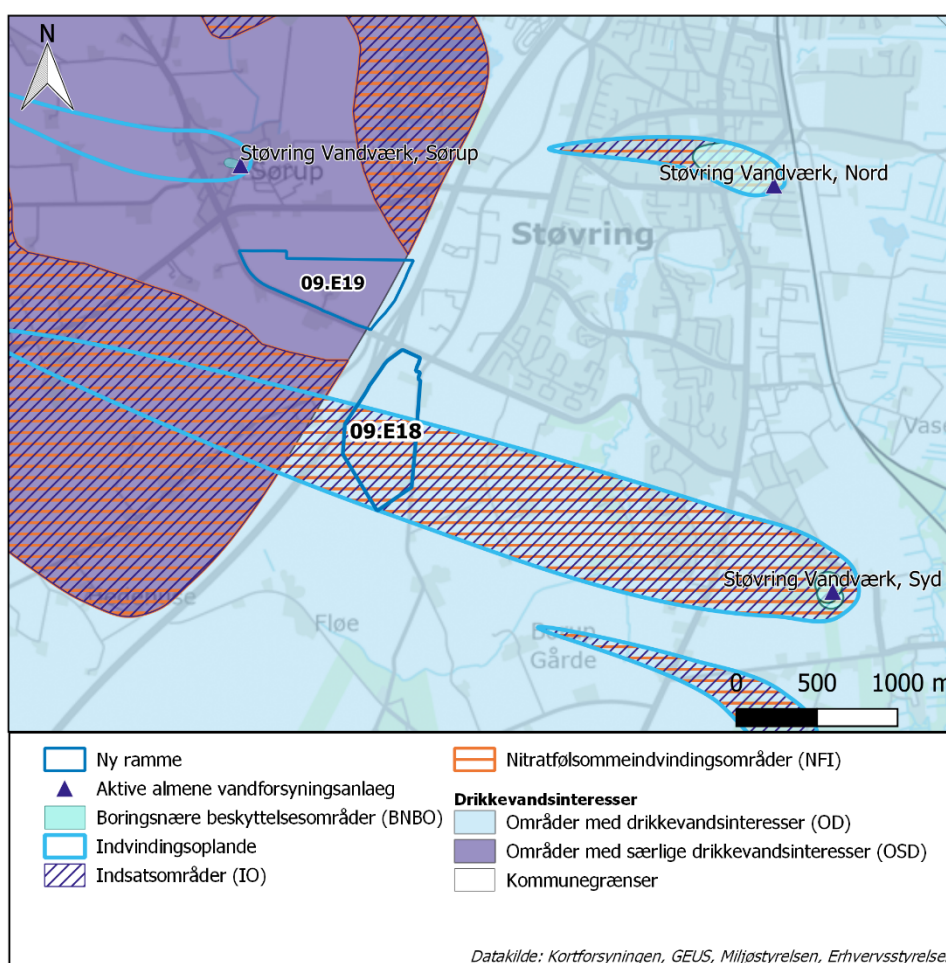 N
Støvring Vandværk, Sørup
Sørup
Støvring Vandværk, Nord
Støvring
09.E19
09.E18
Vase
Støvring Vandværk, Syd
Fløe
Gårde
0 500 1000 m
Ny ramme
Aktive almene vandforsyningsanlaeg
Boringsnære beskyttelsesområder (BNBO)
Indvindingsoplande
Indsatsområder (IO)
Nitratfølsommeindvindingsområder (NFI)
Drikkevandsinteresser
Områder med drikkevandsinteresser (OD)
Områder med særlige drikkevandsinteresser (OSD)
Kommunegrænser
Datakilde: Kortforsyningen, GEUS, Miljøstyrelsen, Erhvervsstyrelsen